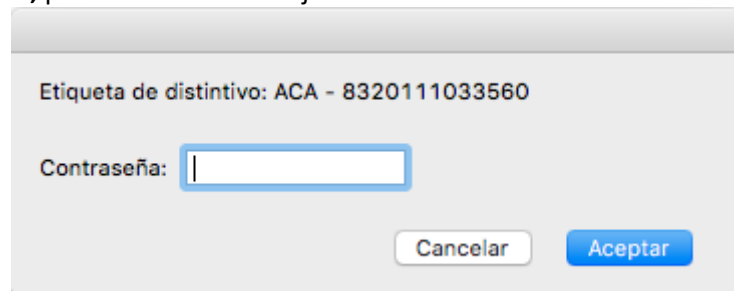 Etiqueta de distintivo: ACA - 8320111033560
Contraseña:
Cancelar Aceptar